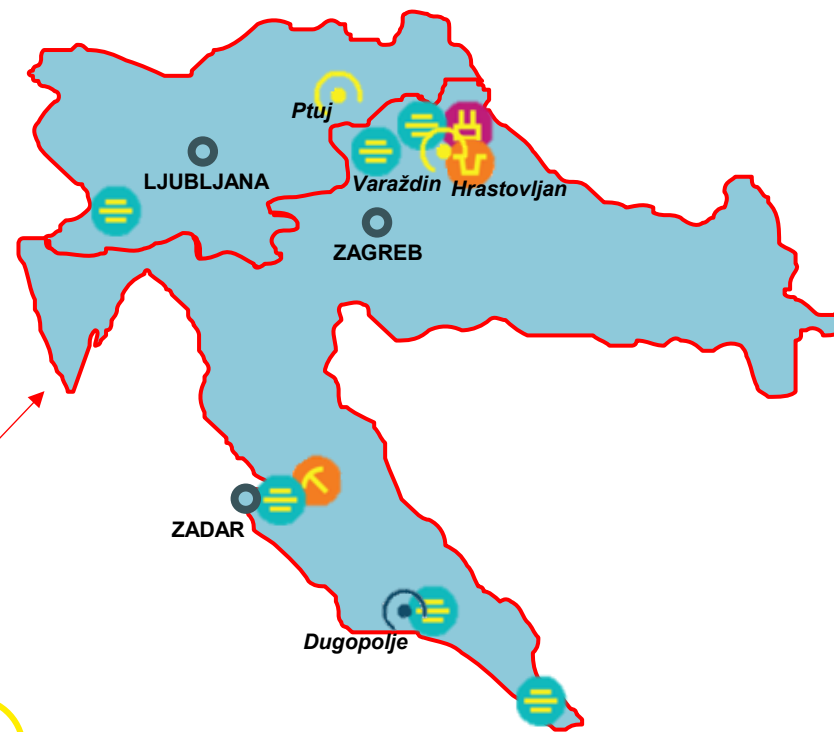 Ptuj
LJUBLJANA
Varaždin
Hrastovljan
ZAGREB
ZADAR
Dugopolje